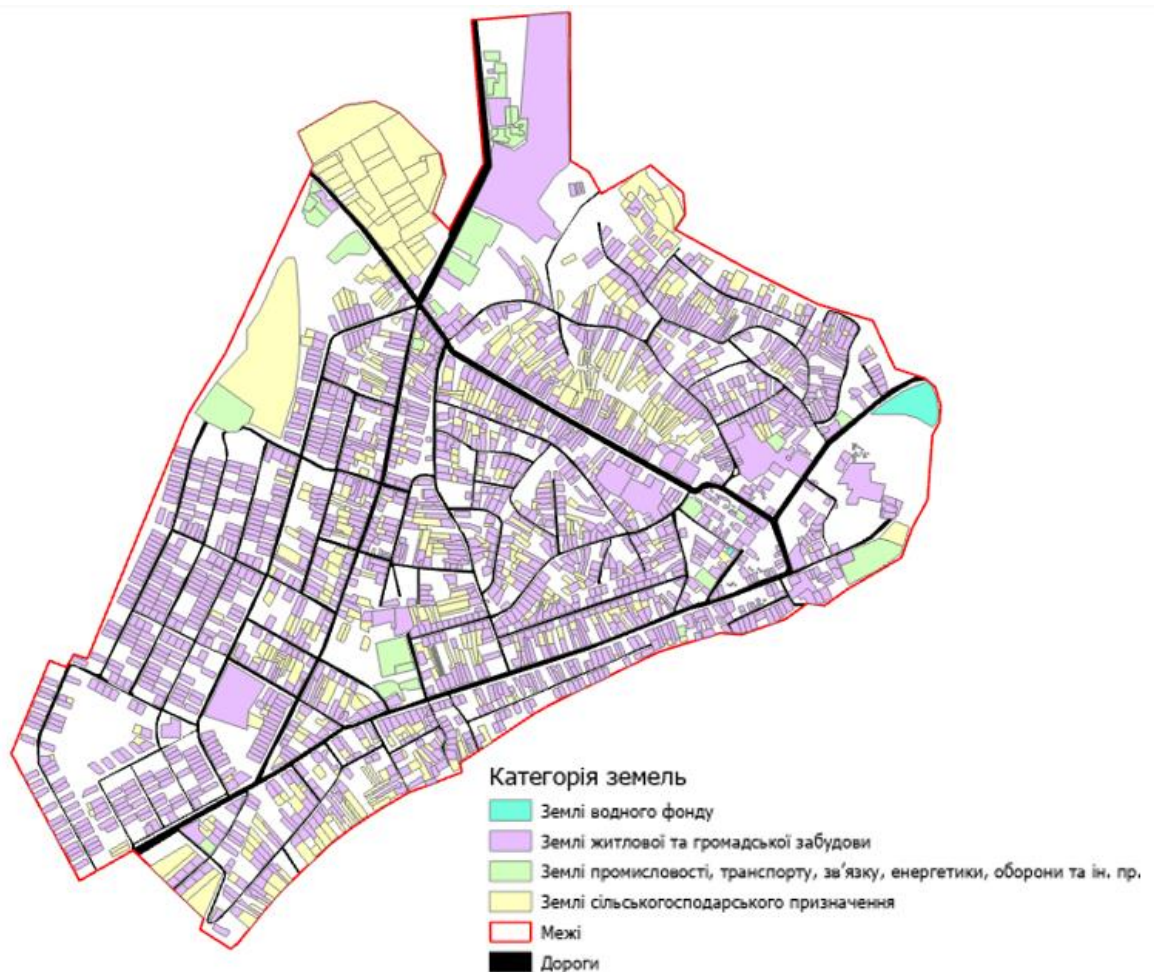 Категорія земель
Землі водного фонду
Землі житлової та громадської забудови
Землі промисловості, транспорту, зв’язку, енергетики, оборони та ін. пр.
Землі сільськогосподарського призначення
Межі
Дороги